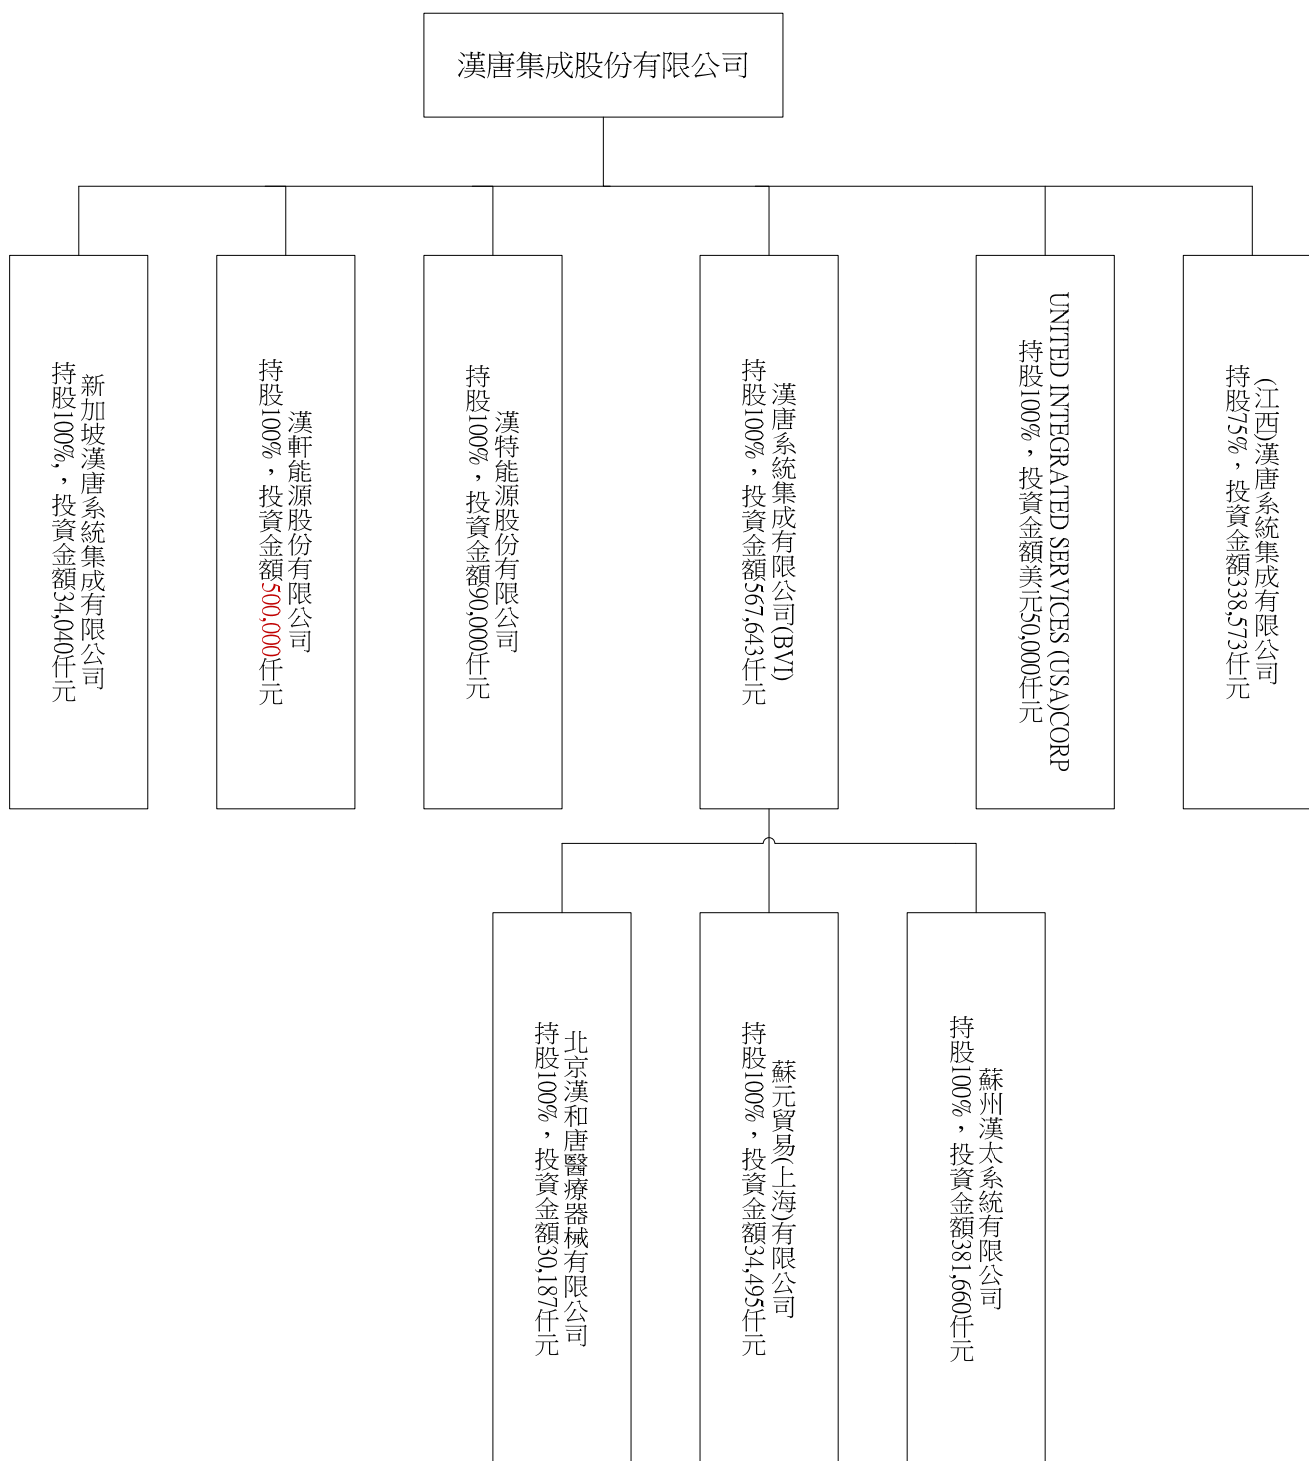 漢唐集成股份有限公司
新加坡漢唐系統集成有限公司
持股100%,，投資金額34,040仟元
漢軒能源股份有限公司
持股100%，投資金額500,000仟元
漢特能源股份有限公司
持股100%，投資金額90,000仟元
漢唐系統集成有限公司(BVI)
持股100%，投資金額567,643仟元
UNITED INTEGRATED SERVICES (USA)CORP
持股100%，投資金額美元50,000仟元
(江西)漢唐系統集成有限公司
持股75%，投資金額338,573仟元
北京漢和唐醫療器械有限公司
持股100%，投資金額30,187仟元
蘇元貿易(上海)有限公司
持股100%，投資金額34,495仟元
蘇州漢太系統有限公司
持股100%，投資金額381,660仟元